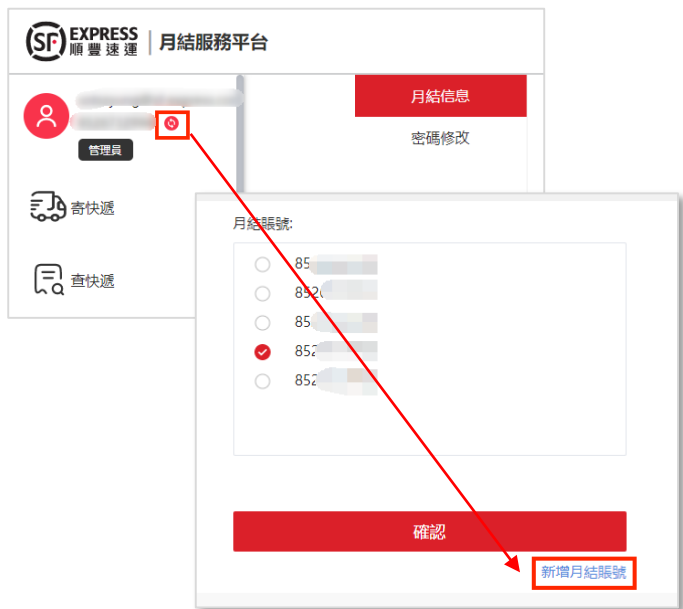 SF EXPRESS
順豐速運
月結服務平台
月結信息
密碼修改
管理員
寄快遞
查快遞
月結賬號:
85
852
85
852
852
確認
新增月結賬號